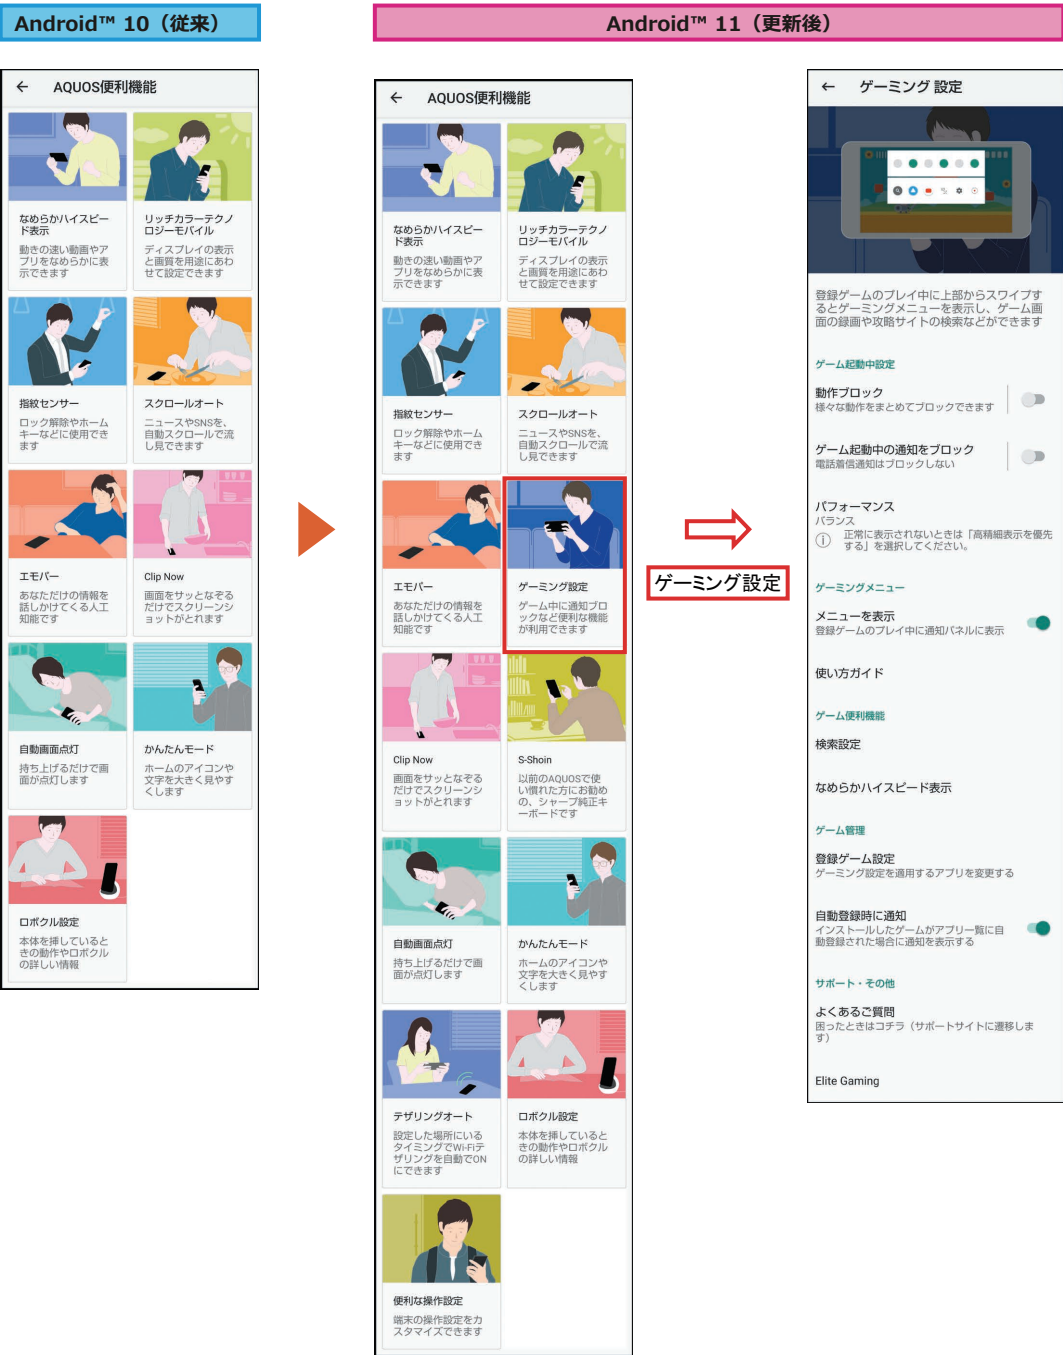 Android™ 10（従来）
Android™ 11（更新後）
AQUOS便利機能
なめらかハイスピー
ド表示
動きの速い動画やア
プリをなめらかに表
示できます
リッチカラーテクノ
ロジーモバイル
ディスプレイの表示
と画質を用途にあわ
せて設定できます
指紋センサー
ロック解除やホーム
キーなどに使用でき
ます
スクロールオート
ニュースやSNSを、
自動スクロールで流
し見できます
エモパー
あなただけの情報を
話しかけてくる人工
知能です
Clip Now
画面をサッとなぞる
だけでスクリーンシ
ョットがとれます
自動画面点灯
持ち上げるだけで画
面が点灯します
かんたんモード
ホームのアイコンや
文字を大きく見やす
くします
ロボクル設定
本体を挿していると
きの動作やロボクル
の詳しい情報
AQUOS便利機能
なめらかハイスピー
ド表示
動きの速い動画やア
プリをなめらかに表
示できます
リッチカラーテクノ
ロジーモバイル
ディスプレイの表示
と画質を用途にあわ
せて設定できます
指紋センサー
ロック解除やホーム
キーなどに使用でき
ます
スクロールオート
ニュースやSNSを、
自動スクロールで流
し見できます
エモパー
あなただけの情報を
話しかけてくる人工
知能です
ゲーミング設定
ゲーム中に通知ブロ
ックなど便利な機能
が利用できます
Clip Now
画面をサッとなぞる
だけでスクリーンシ
ョットがとれます
S-Shoin
以前のAQUOSで使
い慣れた方にお勧め
の、シャープ純正キ
ーボードです
自動画面点灯
持ち上げるだけで画
面が点灯します
かんたんモード
ホームのアイコンや
文字を大きく見やす
くします
テザリングオート
設定した場所にいる
タイミングでWi-Fiテ
ザリングを自動でON
にできます
ロボクル設定
本体を挿していると
きの動作やロボクル
の詳しい情報
便利な操作設定
端末の操作設定をカ
スタマイズできます
ゲーミング設定
ゲーミング 設定
登録ゲームのプレイ中に上部からスワイプす
るとゲーミングメニューを表示し、ゲーム画
面の録画や攻略サイトの検索などができます
ゲーム起動中設定
動作ブロック
様々な動作をまとめてブロックできます
ゲーム起動中の通知をブロック
電話着信通知はブロックしない
パフォーマンス
バランス
正常に表示されないときは「高精細表示を優先
する」を選択してください。
ゲーミングメニュー
メニューを表示
登録ゲームのプレイ中に通知パネルに表示
使い方ガイド
ゲーム便利機能
検索設定
なめらかハイスピード表示
ゲーム管理
登録ゲーム設定
ゲーミング設定を適用するアプリを変更する
自動登録時に通知
インストールしたゲームがアプリ一覧に自
動登録された場合に通知を表示する
サポート・その他
よくあるご質問
困ったときはコチラ（サポートサイトに遷移しま
す）
Elite Gaming